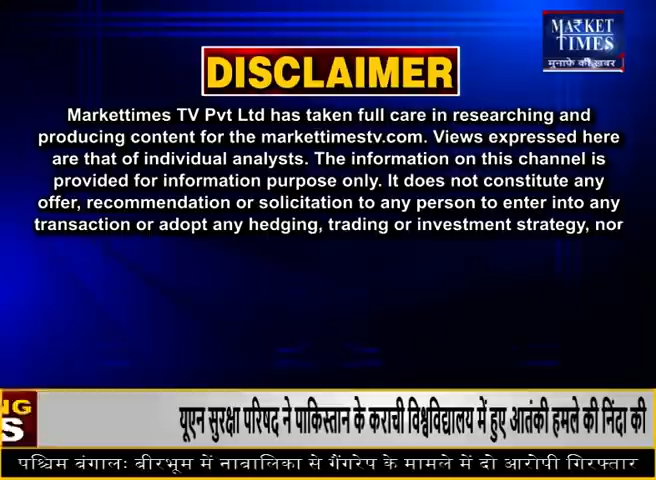 MARKET
TIMES
मुनाफे की ख़बर
DISCLAIMER
Markettimes TV Pvt Ltd has taken full care in researching and
producing content for the markettimestv.com. Views expressed here
are that of individual analysts. The information on this channel is
provided for information purpose only. It does not constitute any
offer, recommendation or solicitation to any person to enter into any
transaction or adopt any hedging, trading or investment strategy, nor
NG
S
यूएन सुरक्षा परिषद ने पाकिस्तान के कराची विश्वविद्यालय में हुए आतंकी हमले की निंदा की
पश्चिम बंगालः बीरभूम में नाबालिका से गैंगरेप के मामले में दो आरोपी गिरफ्तार